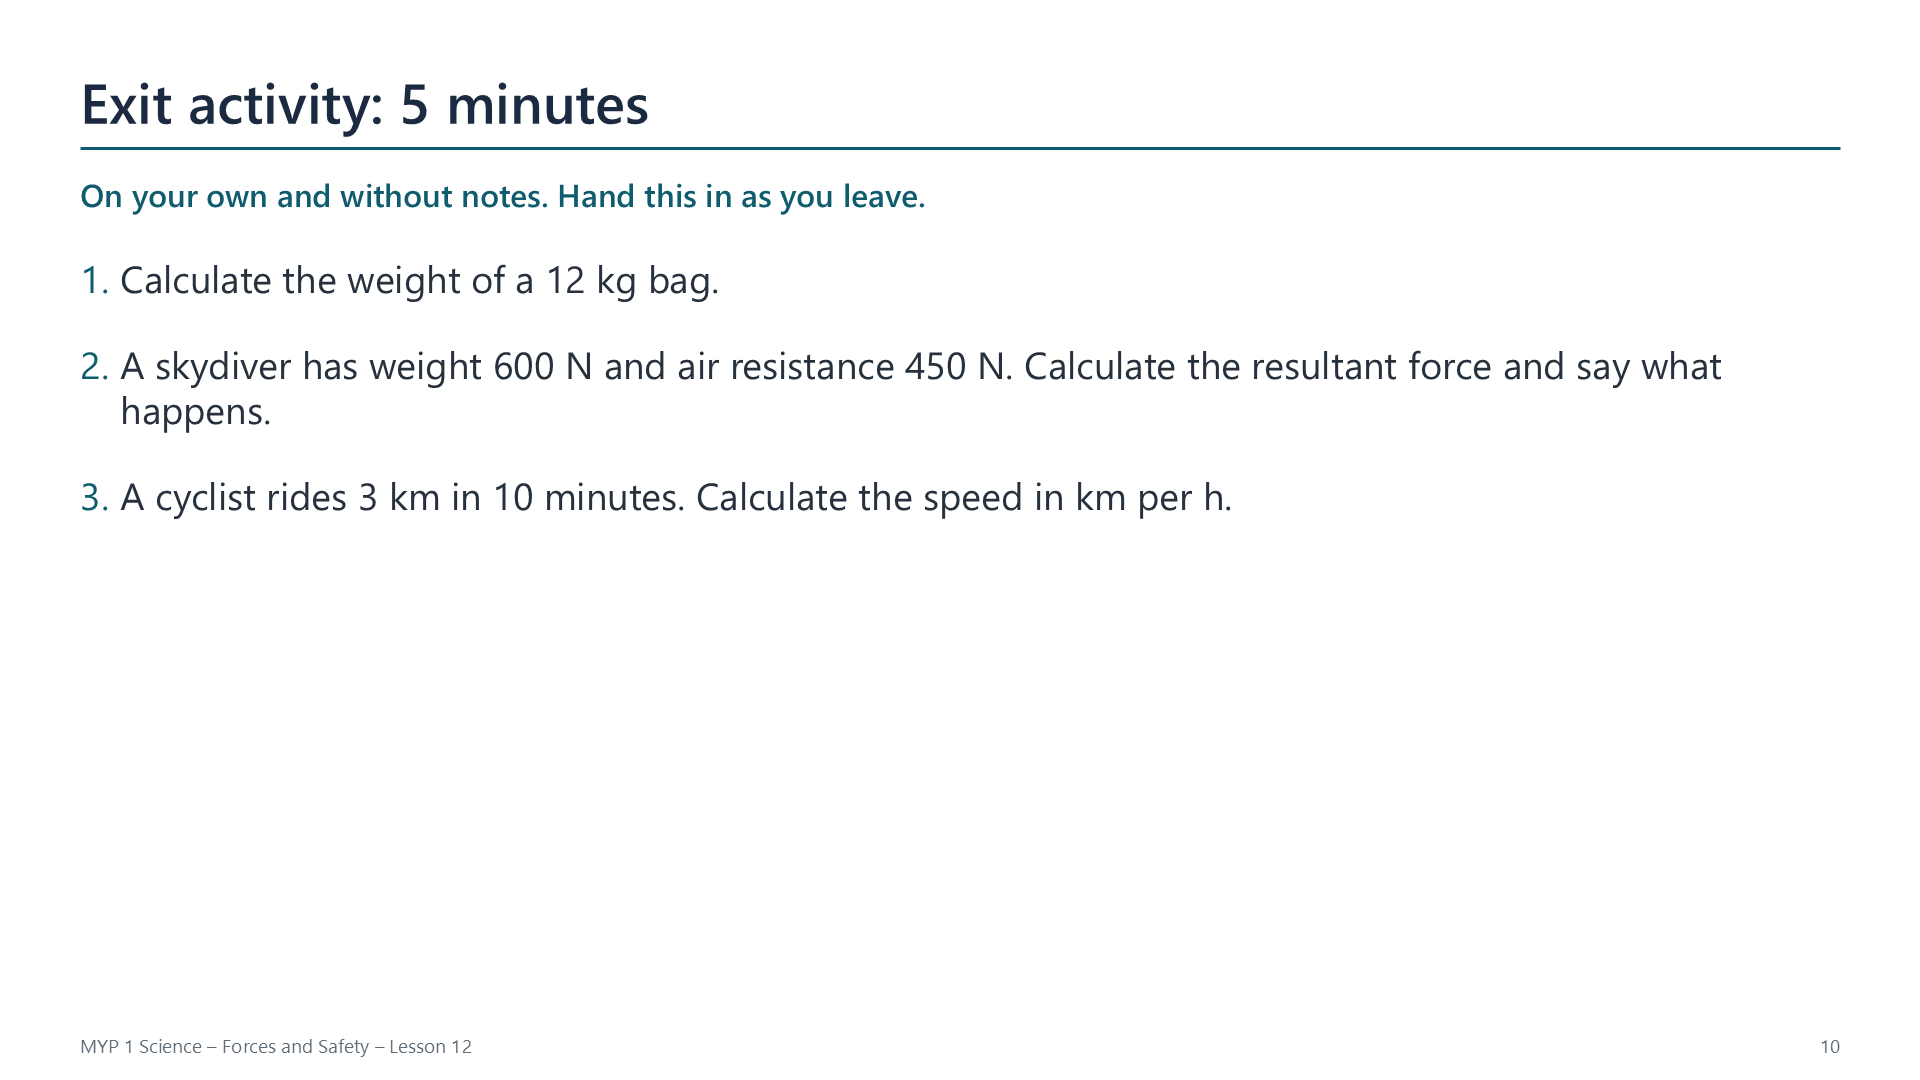 Exit activity: 5 minutes
On your own and without notes. Hand this in as you leave.
1. Calculate the weight of a 12 kg bag.
2. A skydiver has weight 600 N and air resistance 450 N. Calculate the resultant force and say what
happens.
3. A cyclist rides 3 km in 10 minutes. Calculate the speed in km per h.
MYP 1 Science – Forces and Safety – Lesson 12
10